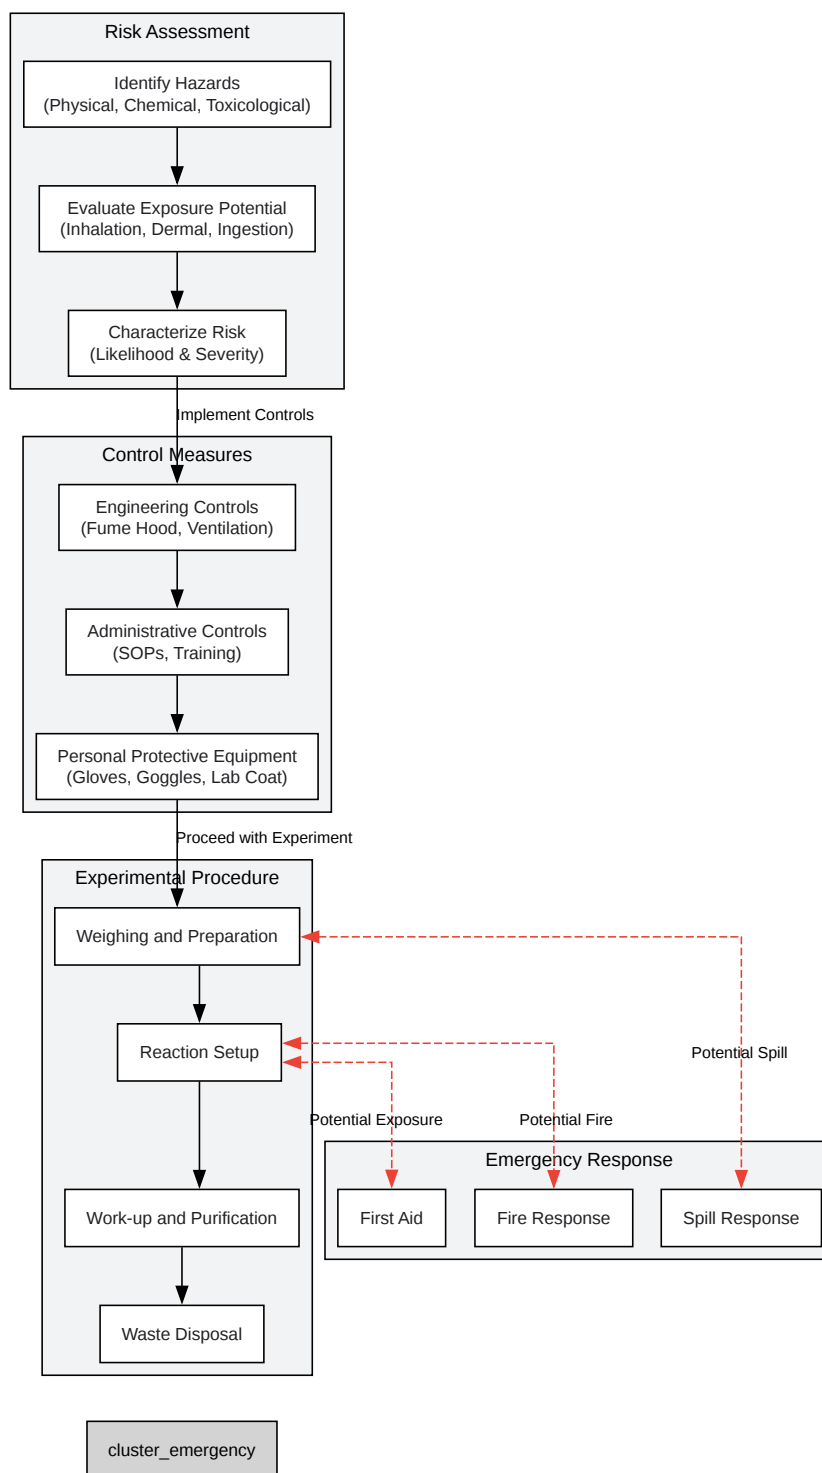 Risk Assessment
Identify Hazards
(Physical, Chemical, Toxicological)
Evaluate Exposure Potential
(Inhalation, Dermal, Ingestion)
Characterize Risk
(Likelihood & Severity)
Implement Controls
Control Measures
Engineering Controls
(Fume Hood, Ventilation)
Administrative Controls
(SOPs, Training)
Personal Protective Equipment
(Gloves, Goggles, Lab Coat)
Proceed with Experiment
Experimental Procedure
Weighing and Preparation
Reaction Setup
Potential Spill
Potential Exposure
Potential Fire
Emergency Response
Work-up and Purification
First Aid
Fire Response
Spill Response
Waste Disposal
cluster_emergency